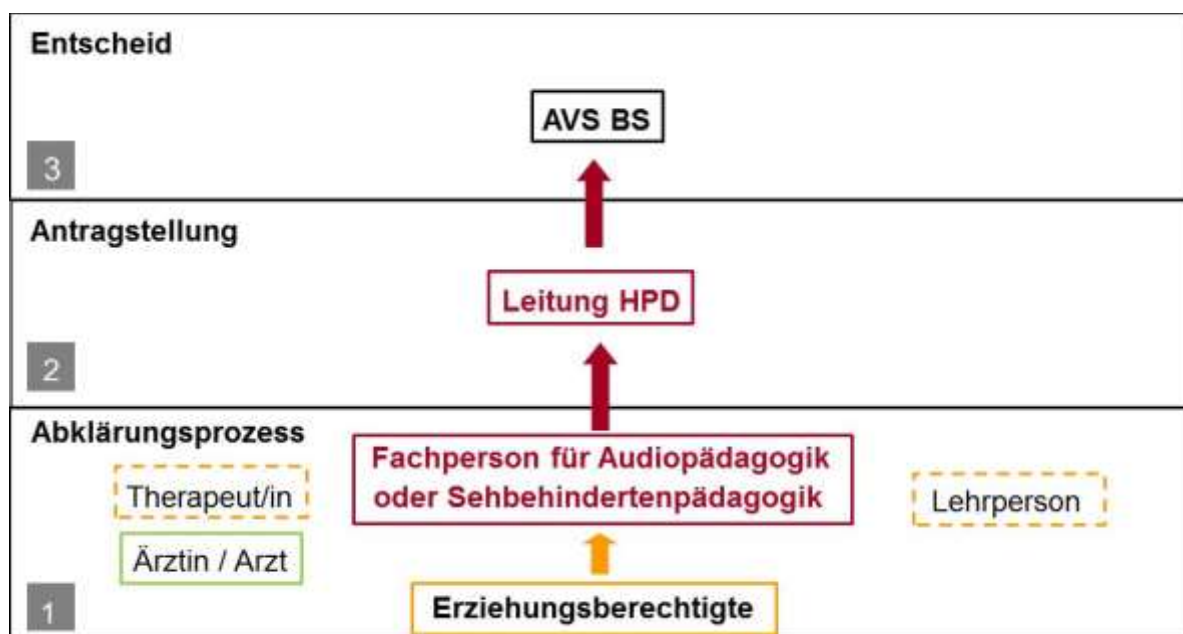 Entscheid
AVS BS
3
Antragstellung
Leitung HPD
2
Abklärungsprozess
Fachperson für Audiopädagogik
oder Sehbehindertenpädagogik
Therapeut/in
Lehrperson
Ärztin / Arzt
Erziehungsberechtigte
1